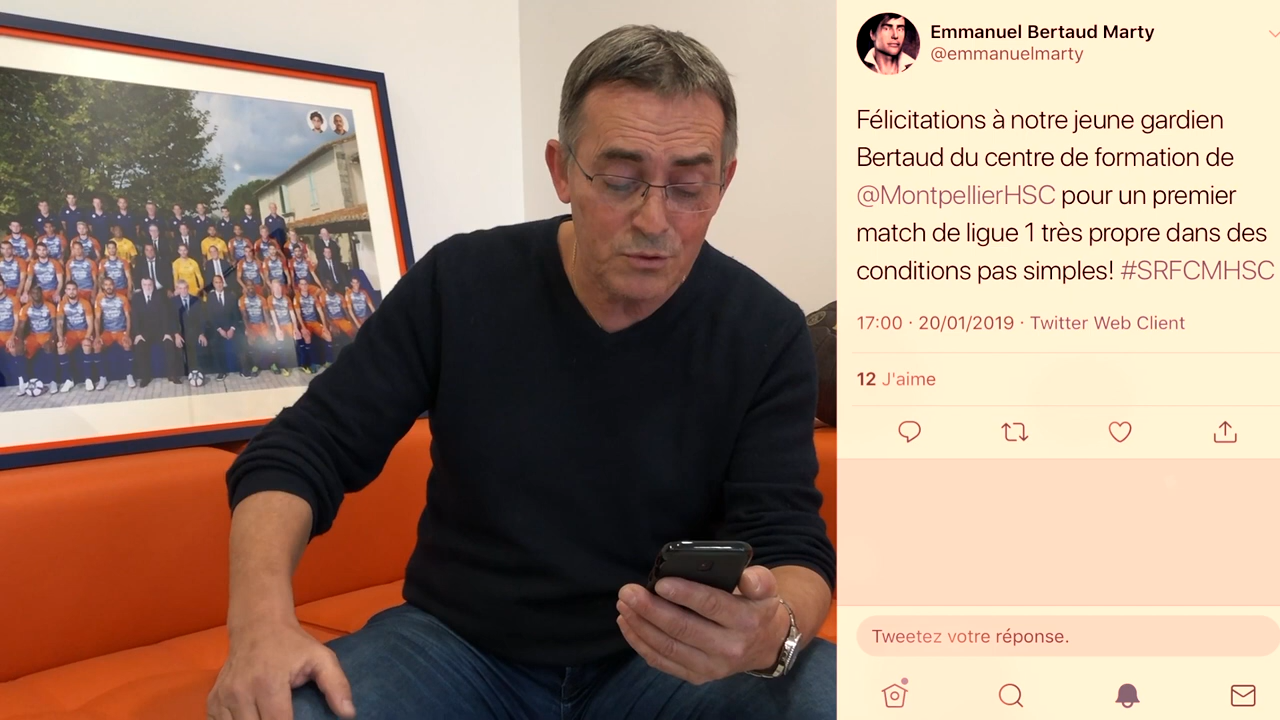 Emmanuel Bertaud Marty
@emmanuelmarty
Félicitations à notre jeune gardien
Bertaud du centre de formation de
@MontpellierHSC pour un premier
match de ligue 1 très propre dans des
conditions pas simples! #SRFCMHSC
17:00 · 20/01/2019 · Twitter Web Client
12 J'aime
Tweetez votre réponse.